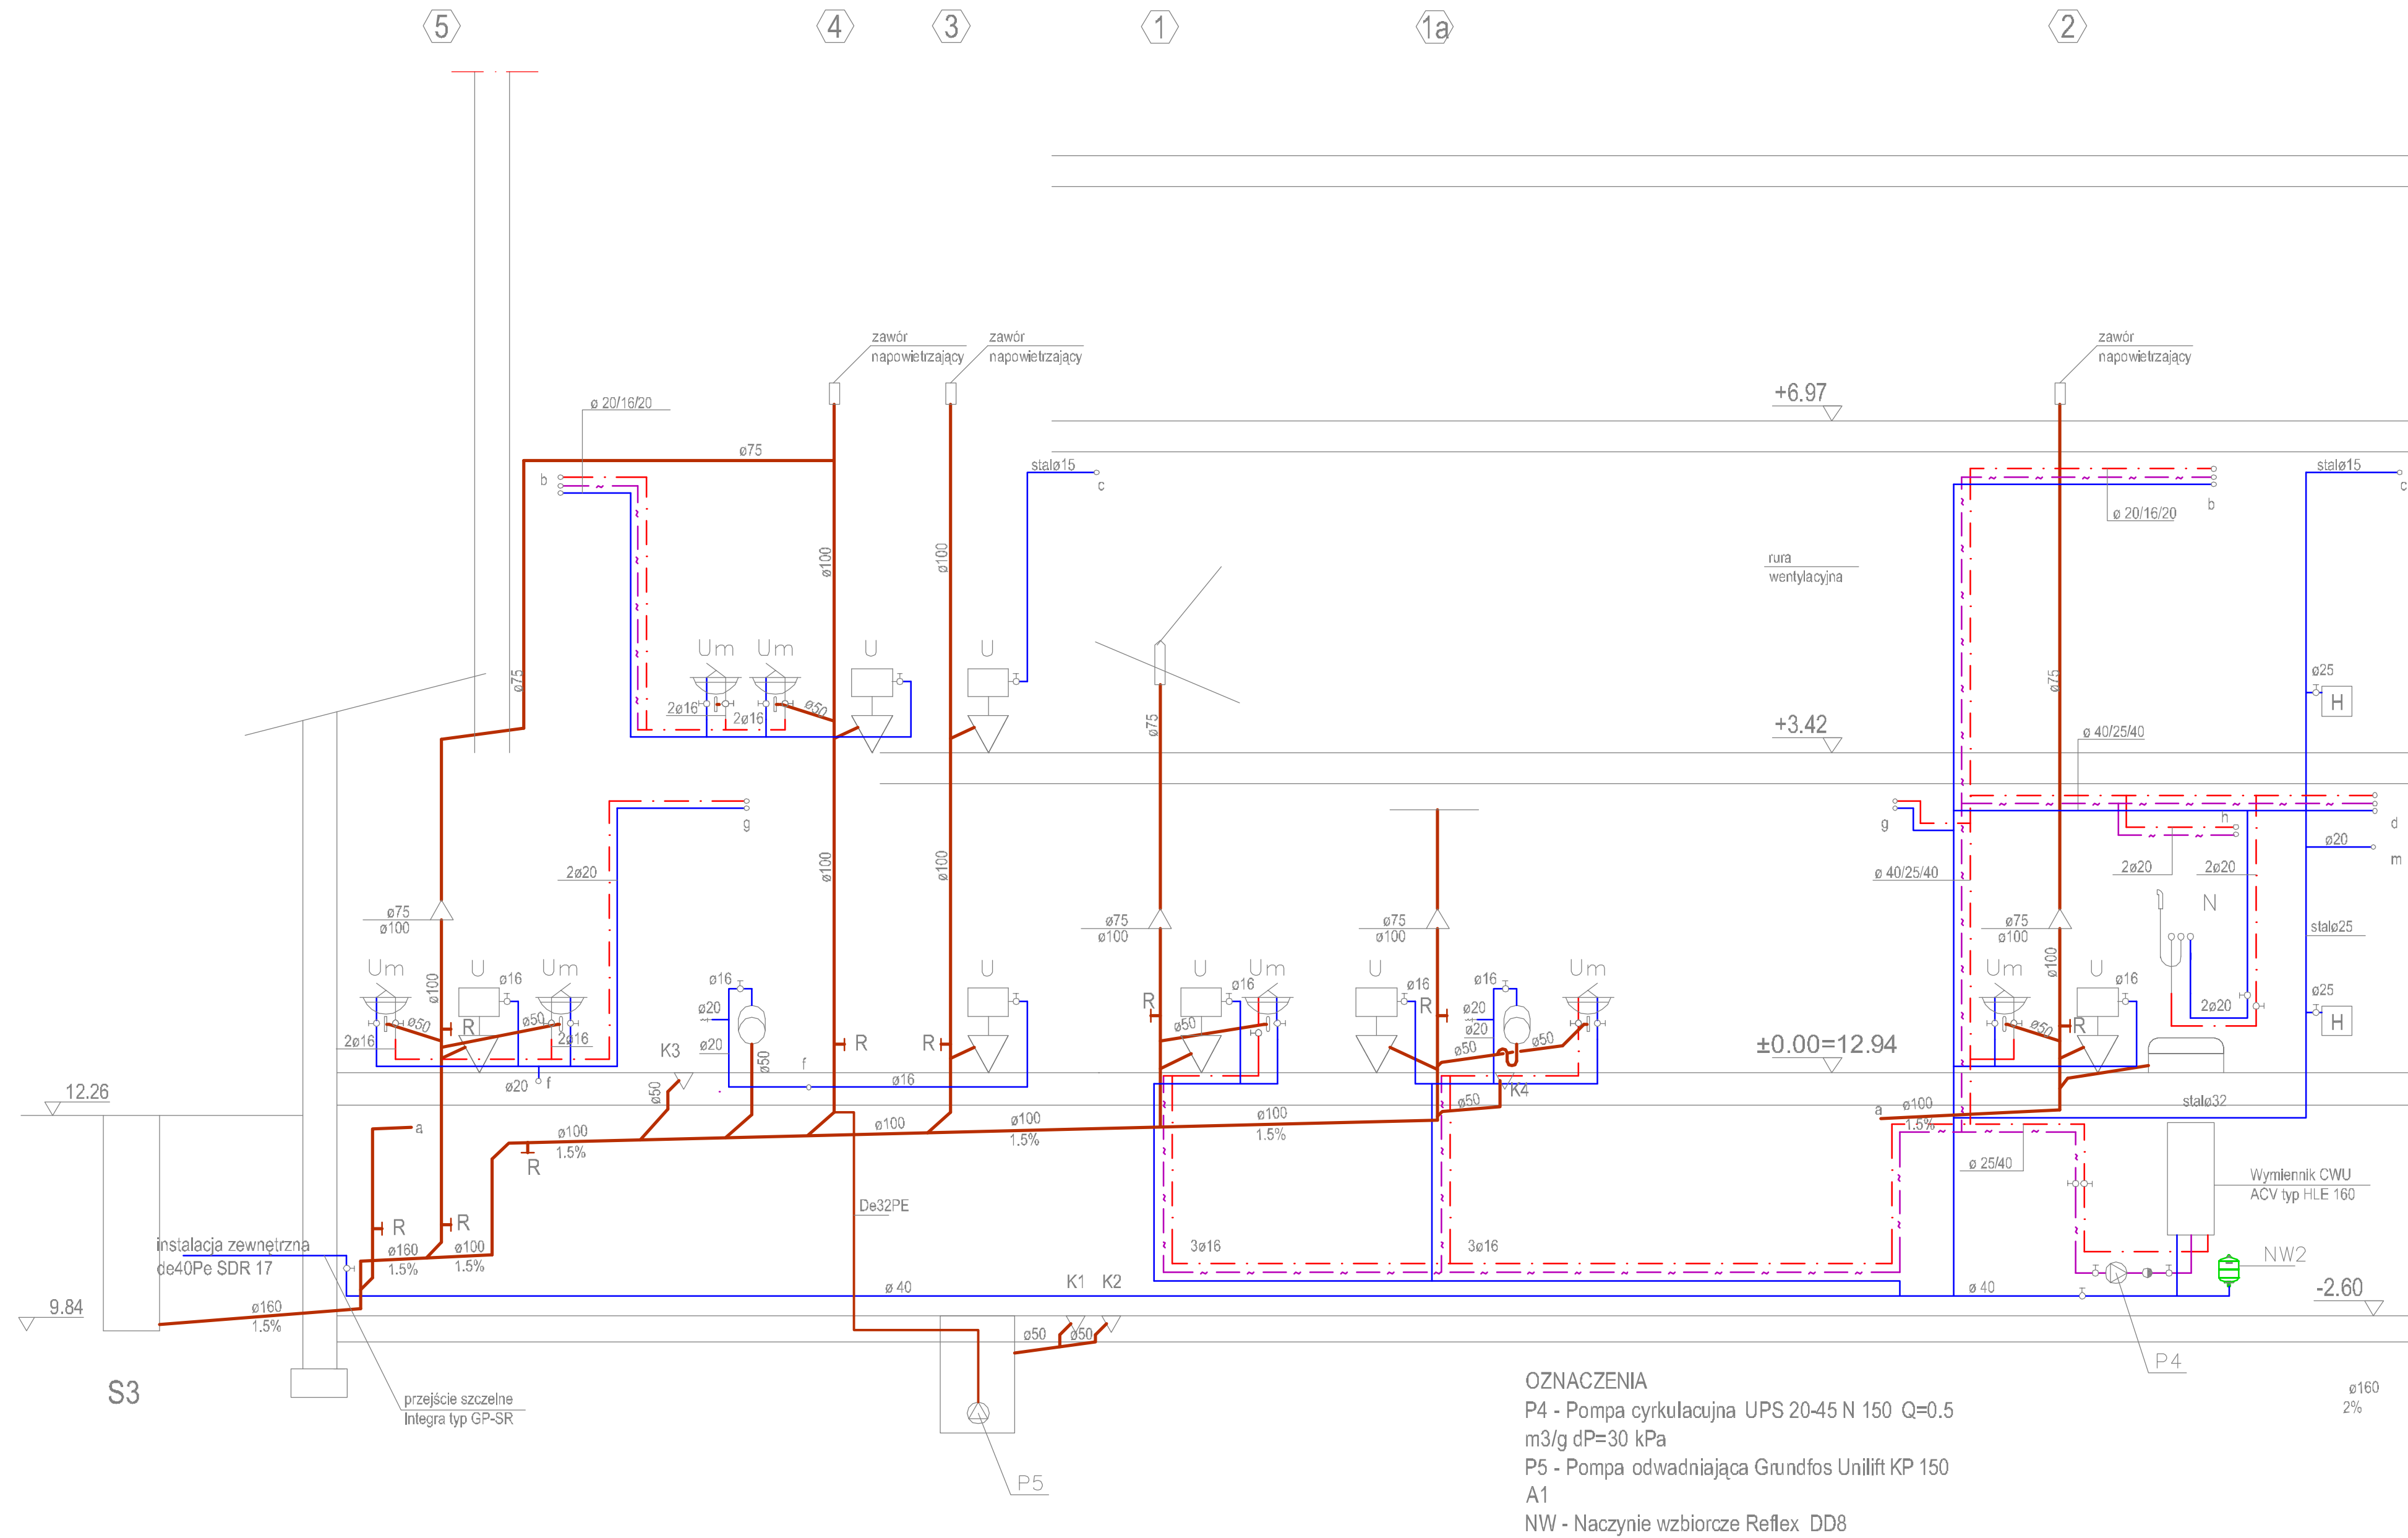 5
4
3
1
1a
2
zawór
napowietrzający
zawór
napowietrzający
zawór
napowietrzający
ø 20/16/20
+6.97
ø75
b
stalø15
c
stalø15
c
b
ø 20/16/20
ø100
ø100
rura
wentylacyjna
Um
Um
U
U
ø75
ø75
ø25
H
2ø16
2ø16
ø50
ø75
+3.42
ø 40/25/40
g
g
h
d
ø20
m
2ø20
ø100
ø100
ø 40/25/40
2ø20
2ø20
N
ø75
ø100
ø75
ø100
ø75
ø100
ø75
ø100
stalø25
Um
U
Um
ø16
ø100
ø16
U
U
Um
ø16
U
ø16
ø16
Um
Um
U
ø16
ø100
ø25
H
R
R
ø20
ø20
2ø20
ø50
R
ø50
ø50
ø50
R
2ø16
2ø16
ø20
R
R
ø20
ø50
ø50
±0.00=12.94
K3
ø50
f
ø20
f
ø16
ø50
K4
ø50
12.26
stalø32
a
ø100
1.5%
a
ø100
1.5%
ø100
ø100
1.5%
ø100
1.5%
R
ø 25/40
Wymiennik CWU
ACV typ HLE 160
De32PE
R
R
instalacja zewnętrzna
de40Pe SDR 17
ø160
1.5%
ø100
1.5%
3ø16
3ø16
NW2
K1
K2
ø 40
ø 40
-2.60
9.84
ø160
1.5%
ø50
ø50
P4
S3
przejście szczelne
Integra typ GP-SR
P5
ø160
2%
OZNACZENIA
P4 - Pompa cyrkulacujna UPS 20-45 N 150 Q=0.5
m3/g dP=30 kPa
P5 - Pompa odwadniająca Grundfos Unilift KP 150
A1
NW - Naczynie wzbiorcze Reflex DD8